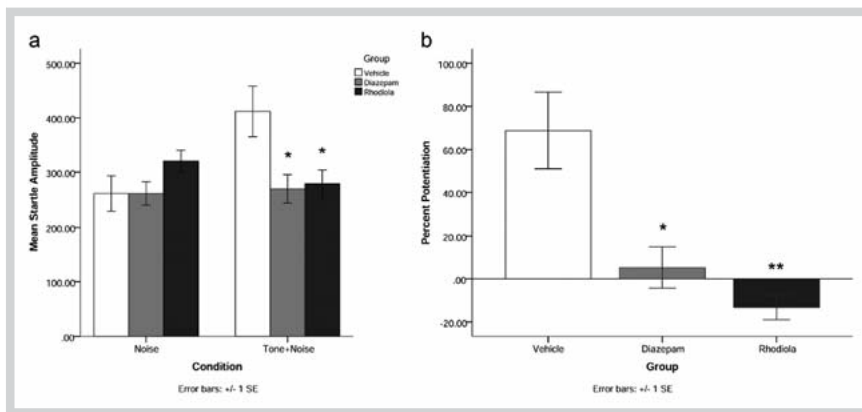 a
Group
Vehicle
Diazepam
Rhodiola
Mean Startle Amplitude
500.00
400.00
300.00
200.00
100.00
.00
*
*
Noise
Tone+Noise
Condition
Error bars: +/- 1 SE
b
Percent Potentiation
100.00
80.00
60.00
40.00
20.00
.00
-20.00
*
**
Vehicle
Diazepam
Rhodiola
Group
Error bars: +/- 1 SE